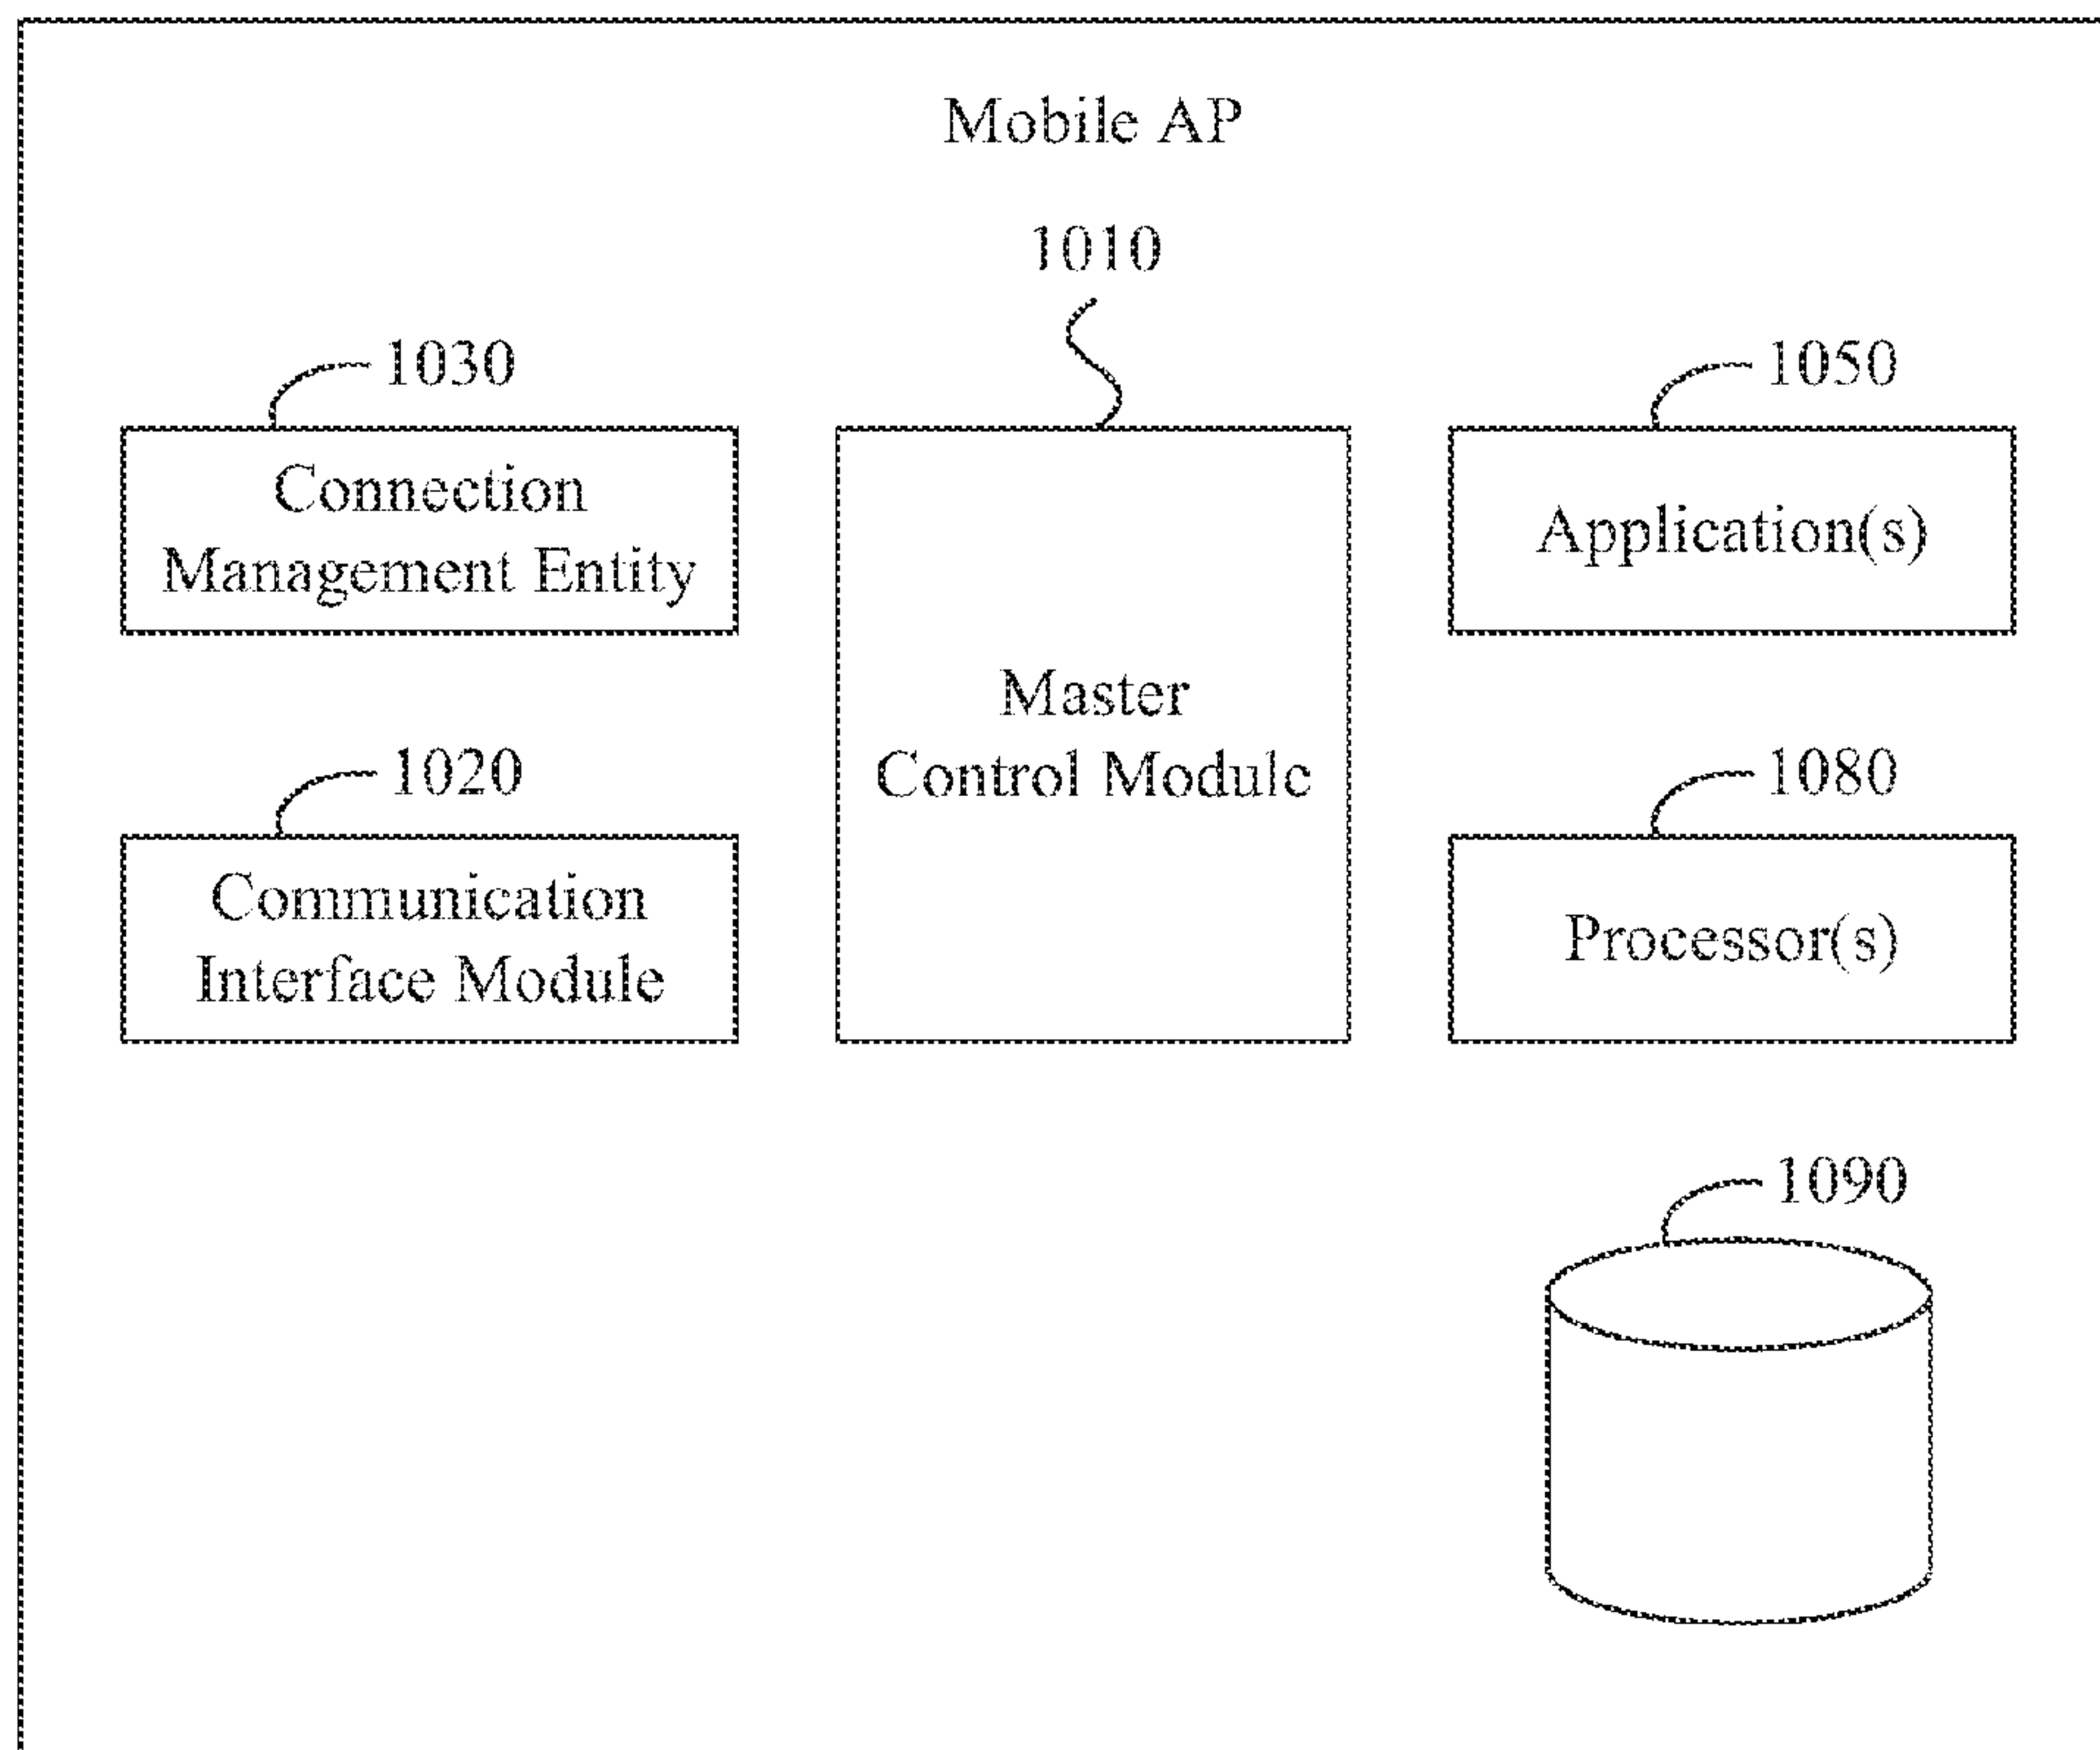 Mobile AP
1010
1030
1050
Connection
Management Entity
Application(s)
Master
Control Module
1020
1080
Communication
Interface Module
Processor(s)
1090